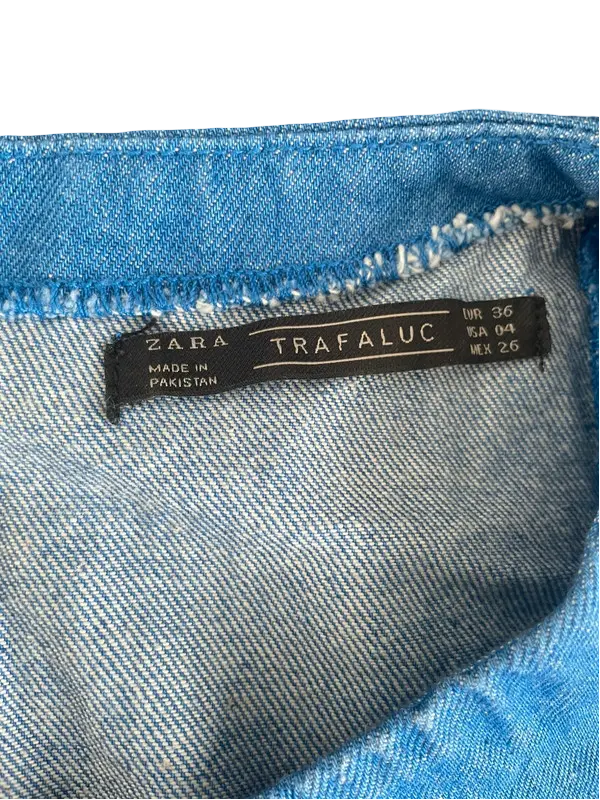 ZARA
MADE IN
PAKISTAN
TRAFALUC
EUR 36
USA 04
MEX 26